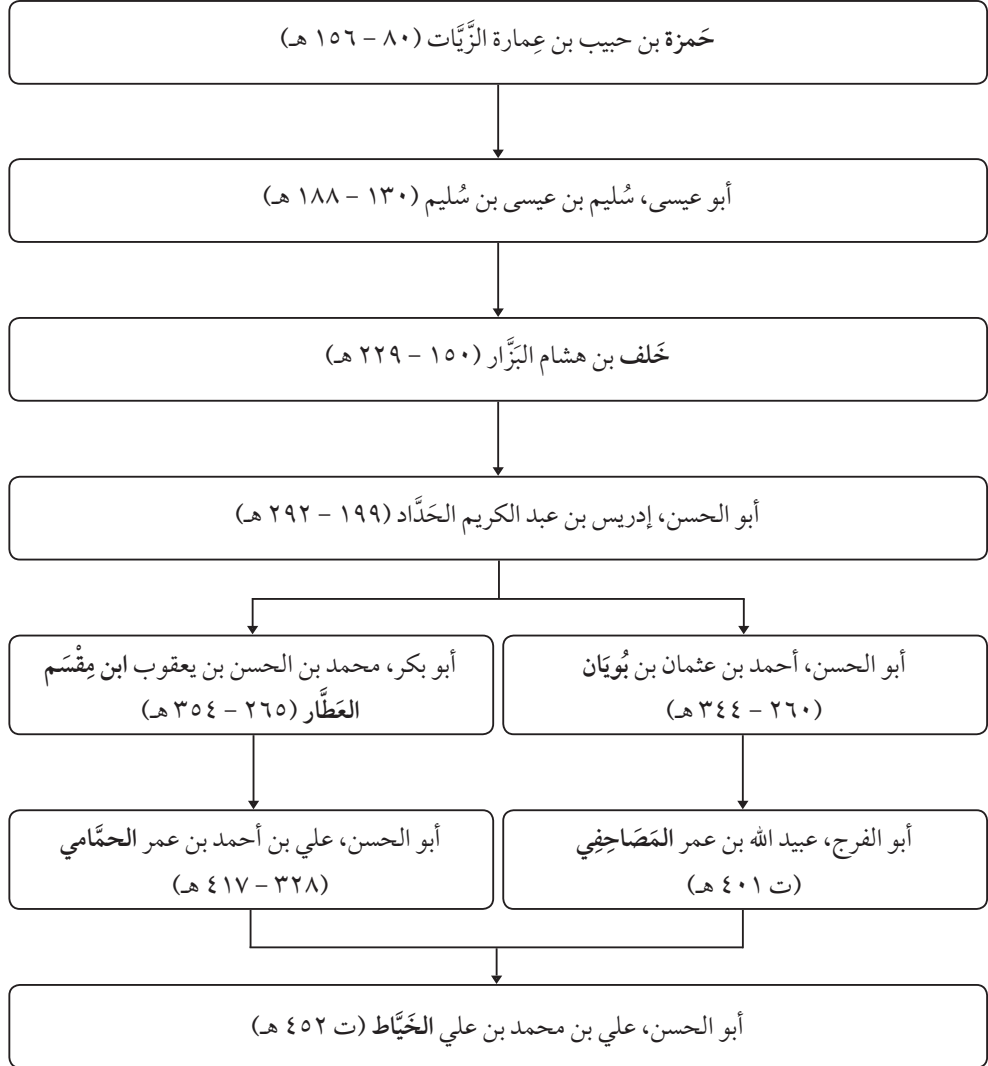 حَمزة بن حبيب بن عِمارة الزَّيَّات (٨٠ – ١٥٦ هـ)
أبو عيسى، سُليم بن عيسى بن سُليم (١٣٠ – ١٨٨ هـ)
خَلف بن هشام البَزَّار (١٥٠ – ٢٢٩ هـ)
أبو الحسن، إدريس بن عبد الكريم الحَدَّاد (١٩٩ – ٢٩٢ هـ)
أبو الحسن، أحمد بن عثمان بن بُويَان
(٢٦٠ – ٣٤٤ هـ)
أبو بكر، محمد بن الحسن بن يعقوب ابن مِقْسَم
العَطَّار (٢٦٥ – ٣٥٤ هـ)
أبو الفرج، عبيد الله بن عمر المَصَاحِفِي
(ت ٤٠١ هـ)
أبو الحسن، علي بن أحمد بن عمر الحمَّامي
(٣٢٨ – ٤١٧ هـ)
أبو الحسن، علي بن محمد بن علي الخَيَّاط (ت ٤٥٢ هـ)